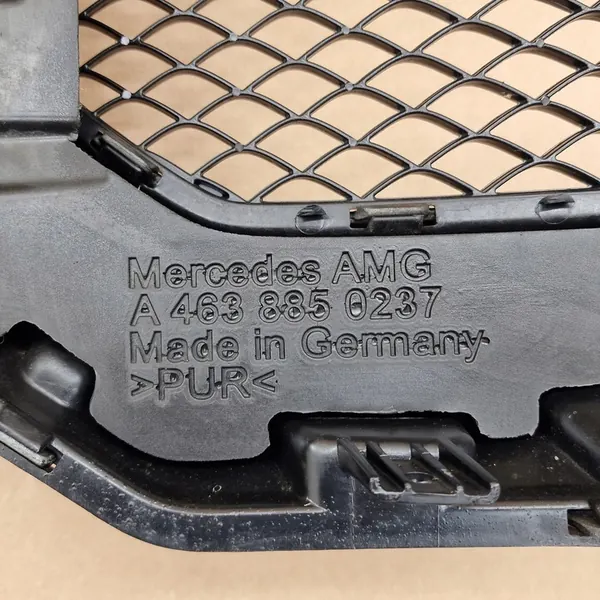 Mercedes AMG
A 463 885 0237
Made in Germany
>PUR<